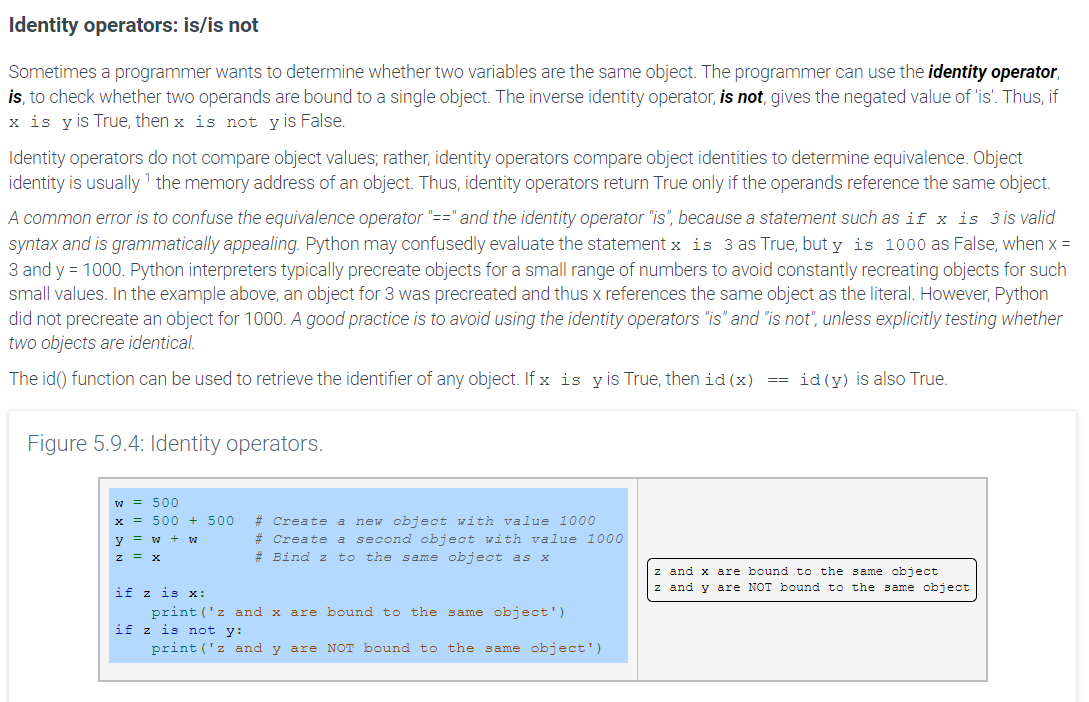 Identity operators: is/is not
Sometimes a programmer wants to determine whether two variables are the same object. The programmer can use the identity operator,
is, to check whether two operands are bound to a single object. The inverse identity operator, is not, gives the negated value of 'is'. Thus, if
x is y is True, then x is not y is False.
Identity operators do not compare object values; rather, identity operators compare object identities to determine equivalence. Object
identity is usually 1 the memory address of an object. Thus, identity operators return True only if the operands reference the same object.
A common error is to confuse the equivalence operator "==" and the identity operator "is", because a statement such as if x is 3 is valid
syntax and is grammatically appealing. Python may confusedly evaluate the statement x is 3 as True, but y is 1000 as False, when x =
3 and y = 1000. Python interpreters typically precreate objects for a small range of numbers to avoid constantly recreating objects for such
small values. In the example above, an object for 3 was precreated and thus x references the same object as the literal. However, Python
did not precreate an object for 1000. A good practice is to avoid using the identity operators "is" and "is not", unless explicitly testing whether
two objects are identical.
The id() function can be used to retrieve the identifier of any object. If x is y is True, then id(x) == id(y) is also True.
Figure 5.9.4: Identity operators.
w = 500
x = 500 + 500  # Create a new object with value 1000
y = w + w      # Create a second object with value 1000
z = x          # Bind z to the same object as x
if z is x:
    print('z and x are bound to the same object')
if z is not y:
    print('z and y are NOT bound to the same object')
z and x are bound to the same object
z and y are NOT bound to the same object